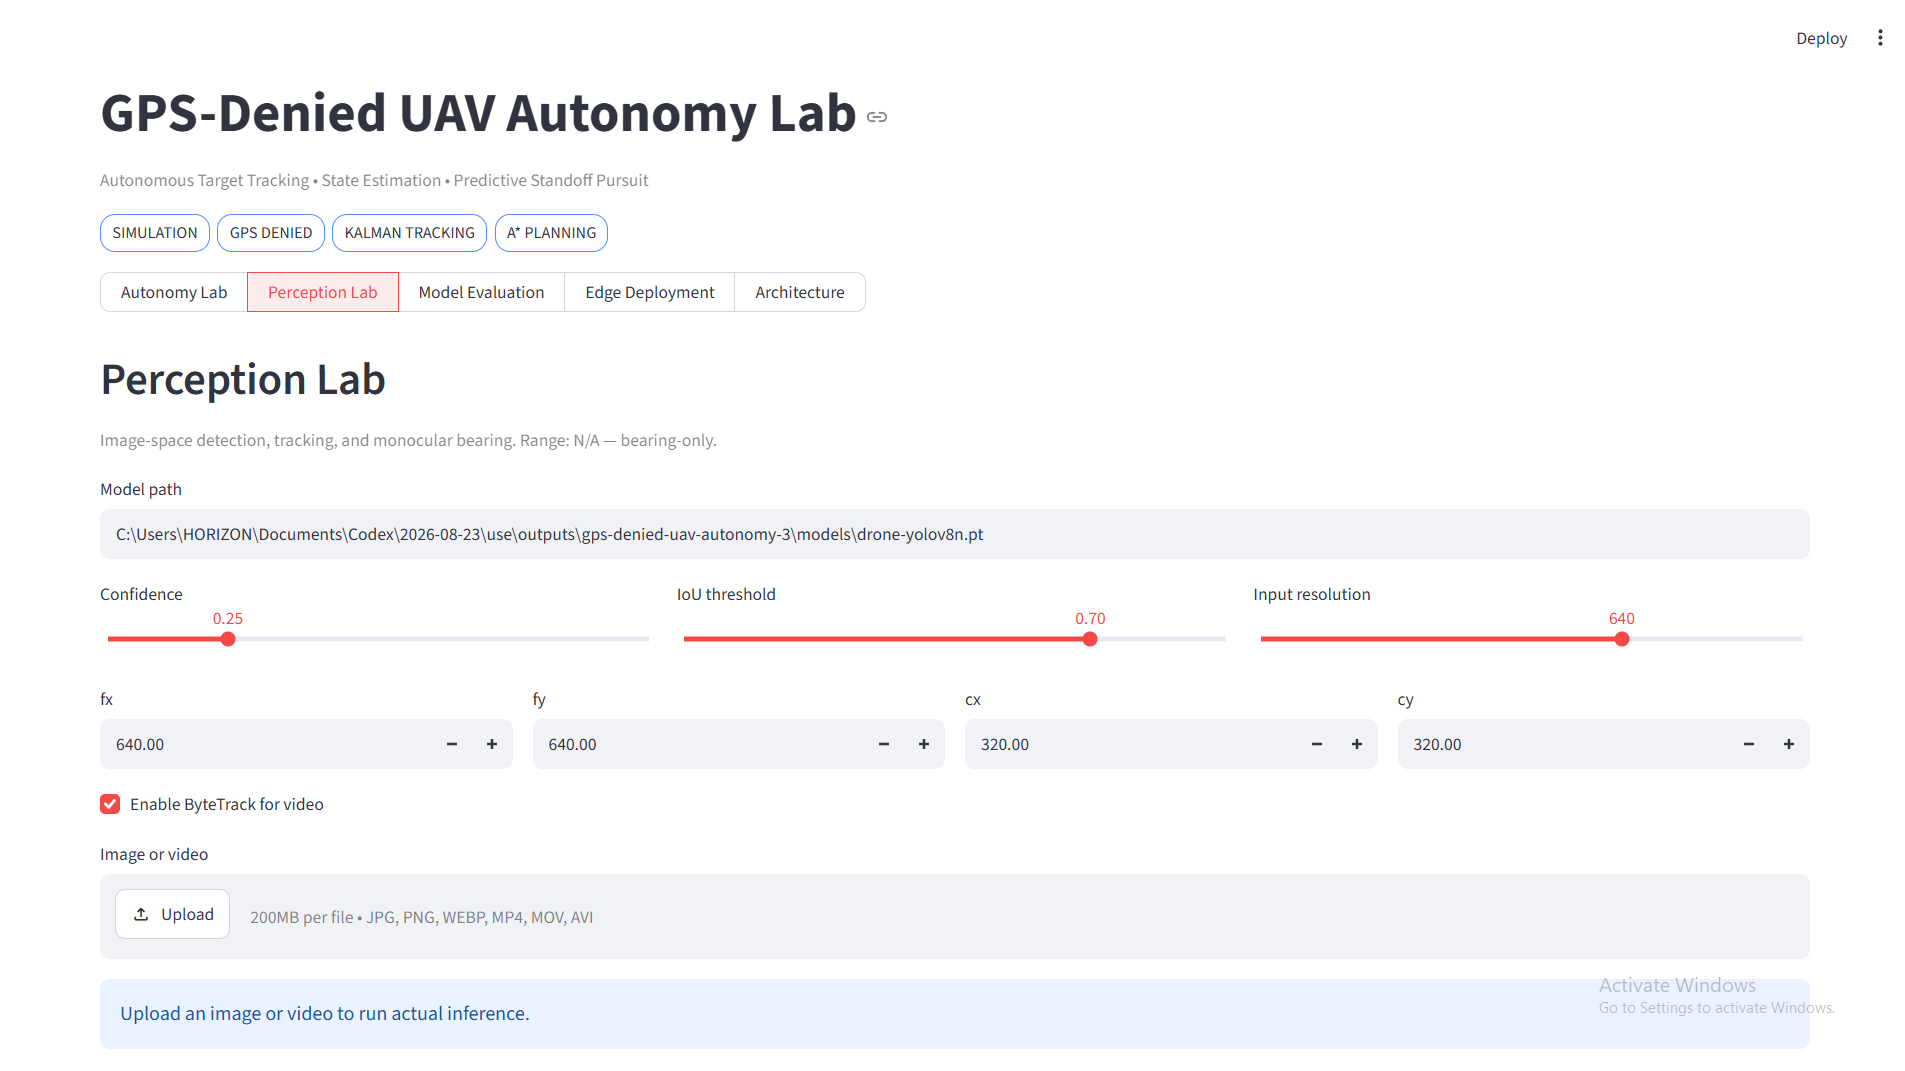 Deploy
GPS-Denied UAV Autonomy Lab
Autonomous Target Tracking • State Estimation • Predictive Standoff Pursuit
SIMULATION GPS DENIED KALMAN TRACKING A* PLANNING
Autonomy Lab Perception Lab Model Evaluation Edge Deployment Architecture
Perception Lab
Image-space detection, tracking, and monocular bearing. Range: N/A — bearing-only.
Model path
C:\Users\HORIZON\Documents\Codex\2026-08-23\use\outputs\gps-denied-uav-autonomy-3\models\drone-yolov8n.pt
Confidence IoU threshold Input resolution
0.25 0.70 640
fx fy cx cy
640.00 640.00 320.00 320.00
Enable ByteTrack for video
Image or video
Upload 200MB per file • JPG, PNG, WEBP, MP4, MOV, AVI
Activate Windows
Go to Settings to activate Windows.
Upload an image or video to run actual inference.